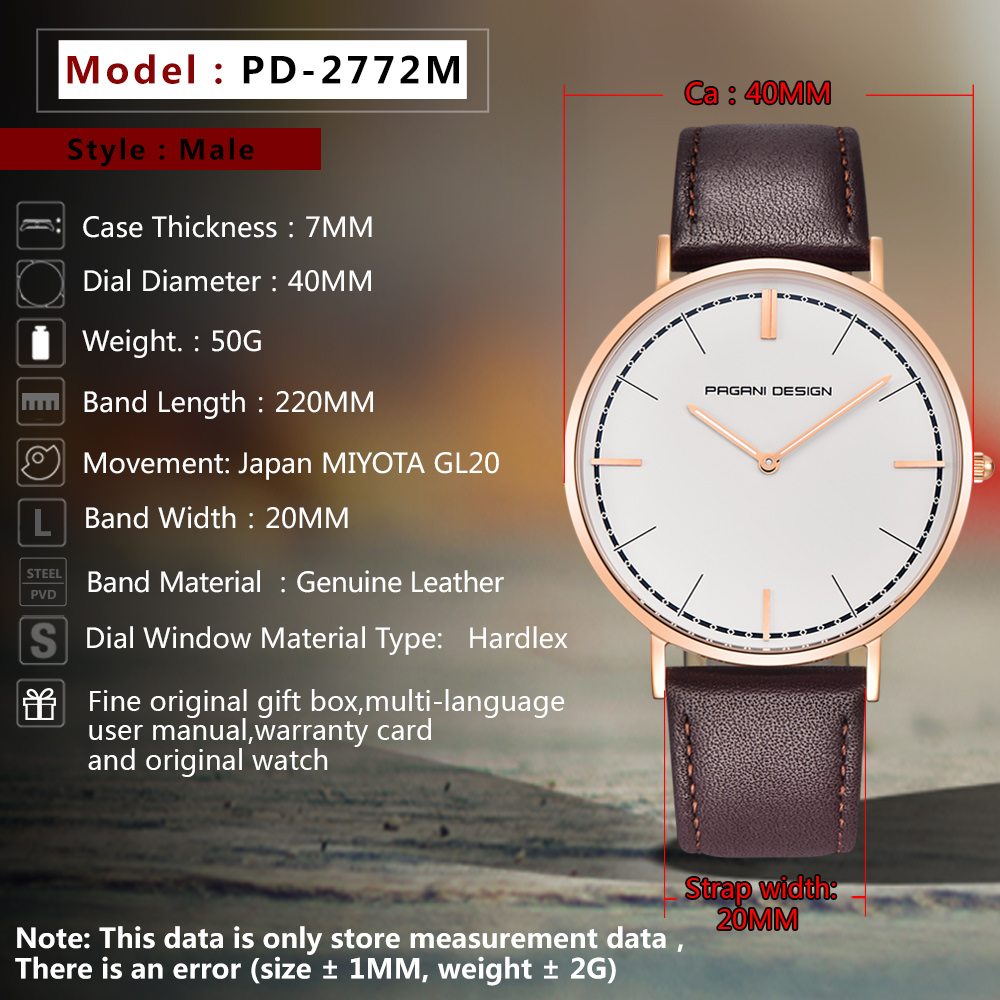 Model : PD-2772M
Style : Male
Ca : 40MM
Case Thickness : 7MM
Dial Diameter : 40MM
Weight. : 50G
Band Length : 220MM
Movement: Japan MIYOTA GL20
L
Band Width : 20MM
STEEL
PVD
Band Material : Genuine Leather
S
Dial Window Material Type: Hardlex
Fine original gift box,multi-language
user manual,warranty card
and original watch
PAGANI DESIGN
Strap width:
20MM
Note: This data is only store measurement data ,
There is an error (size ± 1MM, weight ± 2G)